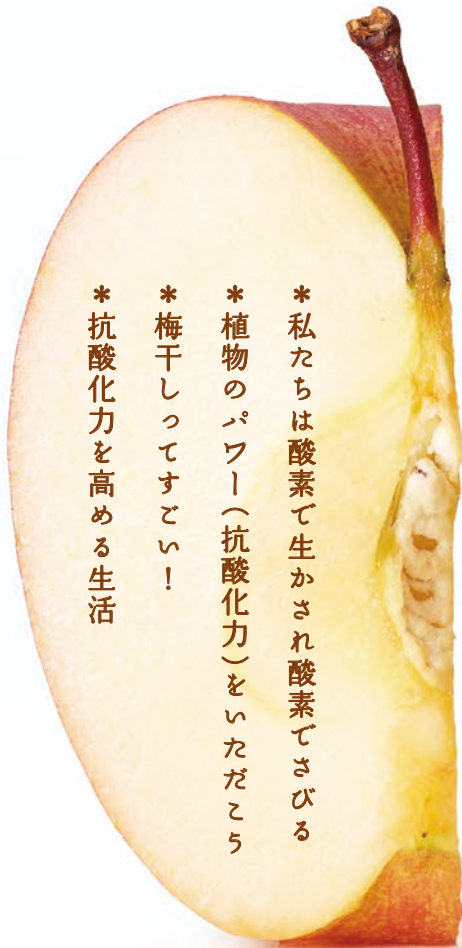 *私たちは酸素で生かされ酸素でさびる
*植物のパワー(抗酸化力)をいただこう
*梅干しってすごい!
*抗酸化力を高める生活